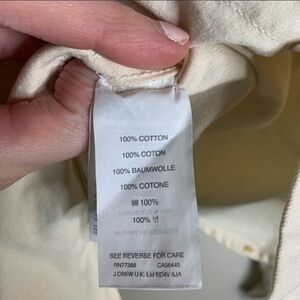 100% COTTON
100% COTON
100% BAUMWOLLE
100% COTONE
綿 100%
100% 면
SEE REVERSE FOR CARE
RN77388 CA56445
J.CREW U.K. Ltd EC4V 6JA